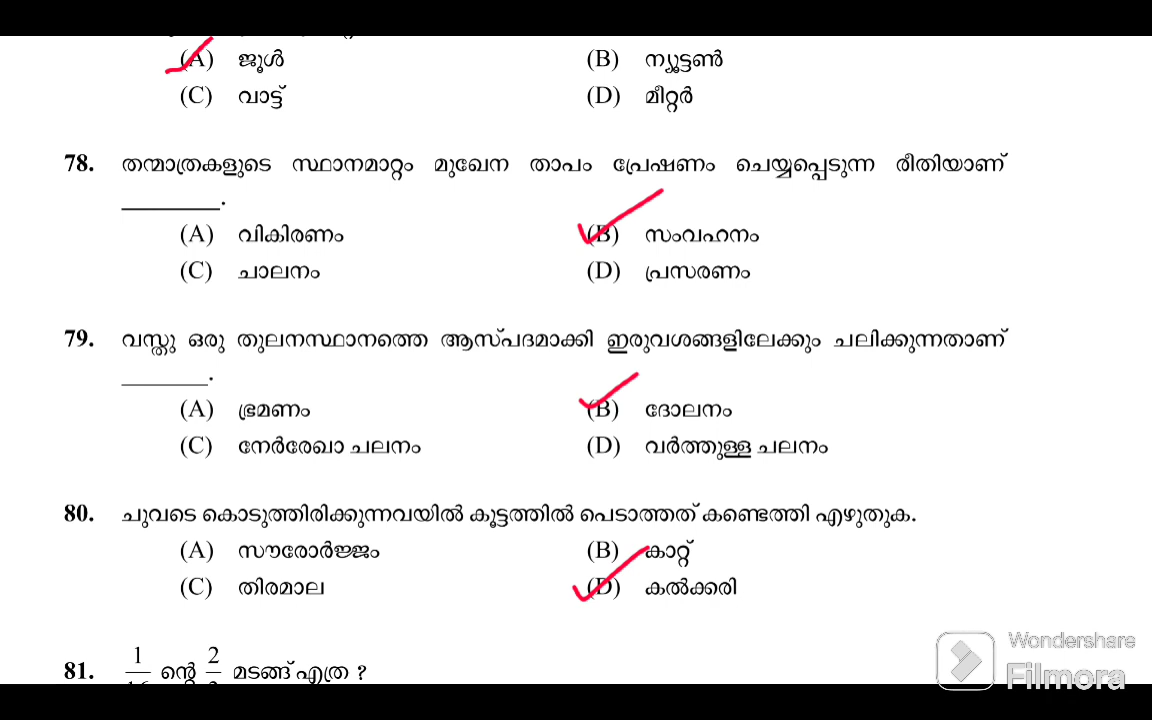 (A) ജൂൾ (B) ന്യൂട്ടൺ
(C) വാട്ട് (D) മീറ്റർ
78. തന്മാത്രകളുടെ സ്ഥാനമാറ്റം മുഖേന താപം പ്രേഷണം ചെയ്യപ്പെടുന്ന രീതിയാണ്
________.
(A) വികിരണം (B) സംവഹനം
(C) ചാലനം (D) പ്രസരണം
79. വസ്തു ഒരു തുലനസ്ഥാനത്തെ ആസ്പദമാക്കി ഇരുവശങ്ങളിലേക്കും ചലിക്കുന്നതാണ്
________.
(A) ഭ്രമണം (B) ദോലനം
(C) നേർരേഖാ ചലനം (D) വർത്തുള്ള ചലനം
80. ചുവടെ കൊടുത്തിരിക്കുന്നവയിൽ കൂട്ടത്തിൽ പെടാത്തത് കണ്ടെത്തി എഴുതുക.
(A) സൗരോർജ്ജം (B) കാറ്റ്
(C) തിരമാല (D) കൽക്കരി
81. ന്റെ മടങ്ങ് എത്ര ?
Wondershare
Filmora